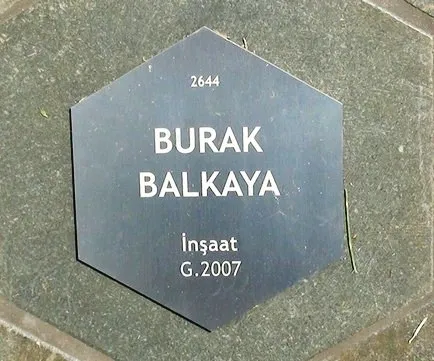 2644
BURAK
BALKAYA
İnşaat
G.2007